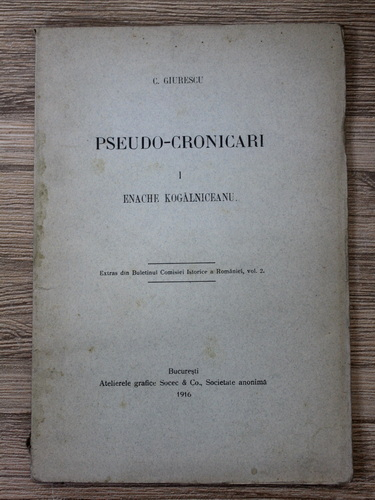 C. GIURESCU
PSEUDO-CRONICARI
I
ENACHE KOGĂLNICEANU.
Extras din Buletinul Comisiei Istorice a României, vol. 2.
București
Atelierele grafice Socec & Co., Societate anonimă
1916